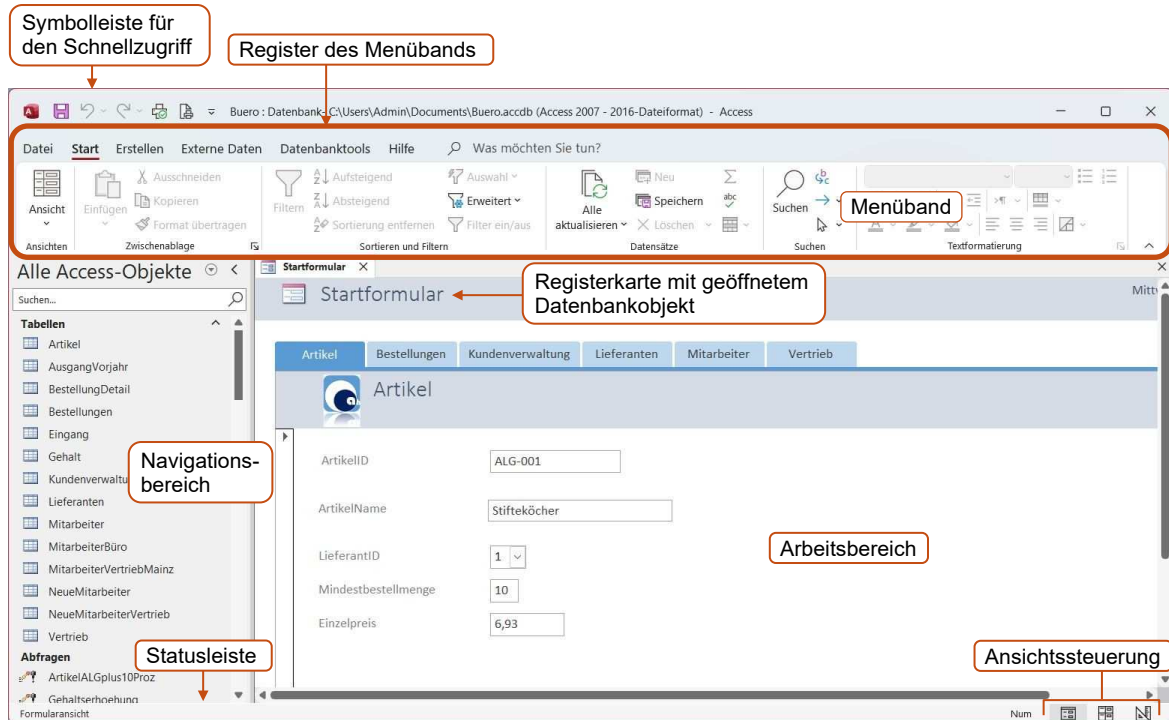 Symbolleiste für
den Schnellzugriff
Register des Menübands
Buero : Datenbank- C:\Users\Admin\Documents\Buero.accdb (Access 2007 - 2016-Dateiformat) - Access
Datei Start Erstellen Externe Daten Datenbanktools Hilfe Was möchten Sie tun?
Ansicht
Einfügen
Ausschneiden
Kopieren
Format übertragen
Filtern
Aufsteigend
Absteigend
Sortierung entfernen
Auswahl
Erweitert
Filter ein/aus
Alle
aktualisieren
Neu
Speichern
Löschen
Suchen
Menüband
Ansichten Zwischenablage Sortieren und Filtern Datensätze Suchen Textformatierung
Alle Access-Objekte
Suchen...
Tabellen
Artikel
AusgangVorjahr
BestellungDetail
Bestellungen
Eingang
Gehalt
Kundenverwaltu
Lieferanten
Mitarbeiter
MitarbeiterBüro
MitarbeiterVertriebMainz
NeueMitarbeiter
NeueMitarbeiterVertrieb
Vertrieb
Abfragen
ArtikelALGplus10Proz
Gehaltserhoehung
Navigations-
bereich
Statusleiste
Startformular
Startformular
Mittv
Registerkarte mit geöffnetem
Datenbankobjekt
Artikel Bestellungen Kundenverwaltung Lieferanten Mitarbeiter Vertrieb
Artikel
ArtikelID ALG-001
ArtikelName Stifteköcher
LieferantID 1
Mindestbestellmenge 10
Einzelpreis 6,93
Arbeitsbereich
Ansichtssteuerung
Formularansicht Num